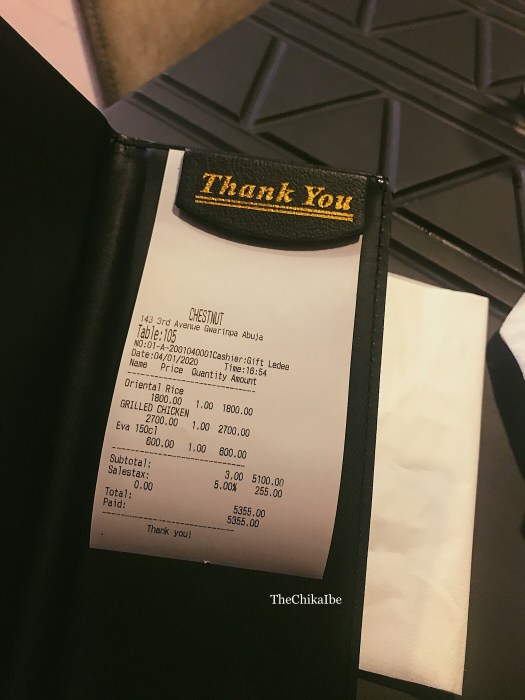 Thank You
CHESTNUT
143 3rd Avenue Gwarinpa Abuja
Table:105
NO:01-A-2001040001Cashier:Gift Ledee
Date:04/01/2020 Time:16:54
Name Price Quantity Amount
Oriental Rice
1800.00 1.00 1800.00
GRILLED CHICKEN
2700.00 1.00 2700.00
Eva 150cl
600.00 1.00 600.00
Subtotal: 3.00 5100.00
Salestax: 5.00% 255.00
0.00
Total: 5355.00
Paid: 5355.00
Thank you!
TheChikaIbe